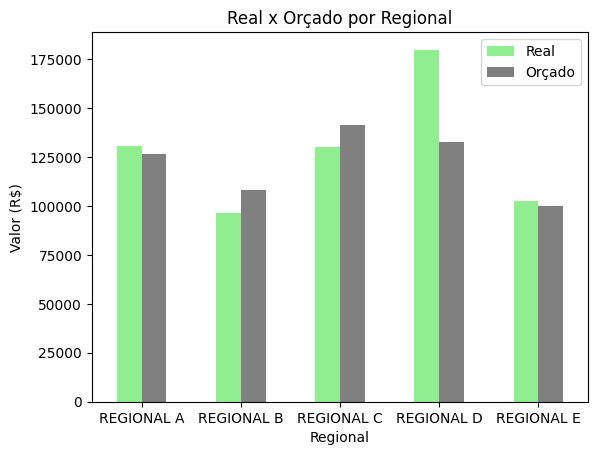 Real x Orçado por Regional
Real
Orçado
175000
150000
125000
100000
75000
50000
25000
0
Valor (R$)
REGIONAL A REGIONAL B REGIONAL C REGIONAL D REGIONAL E
Regional